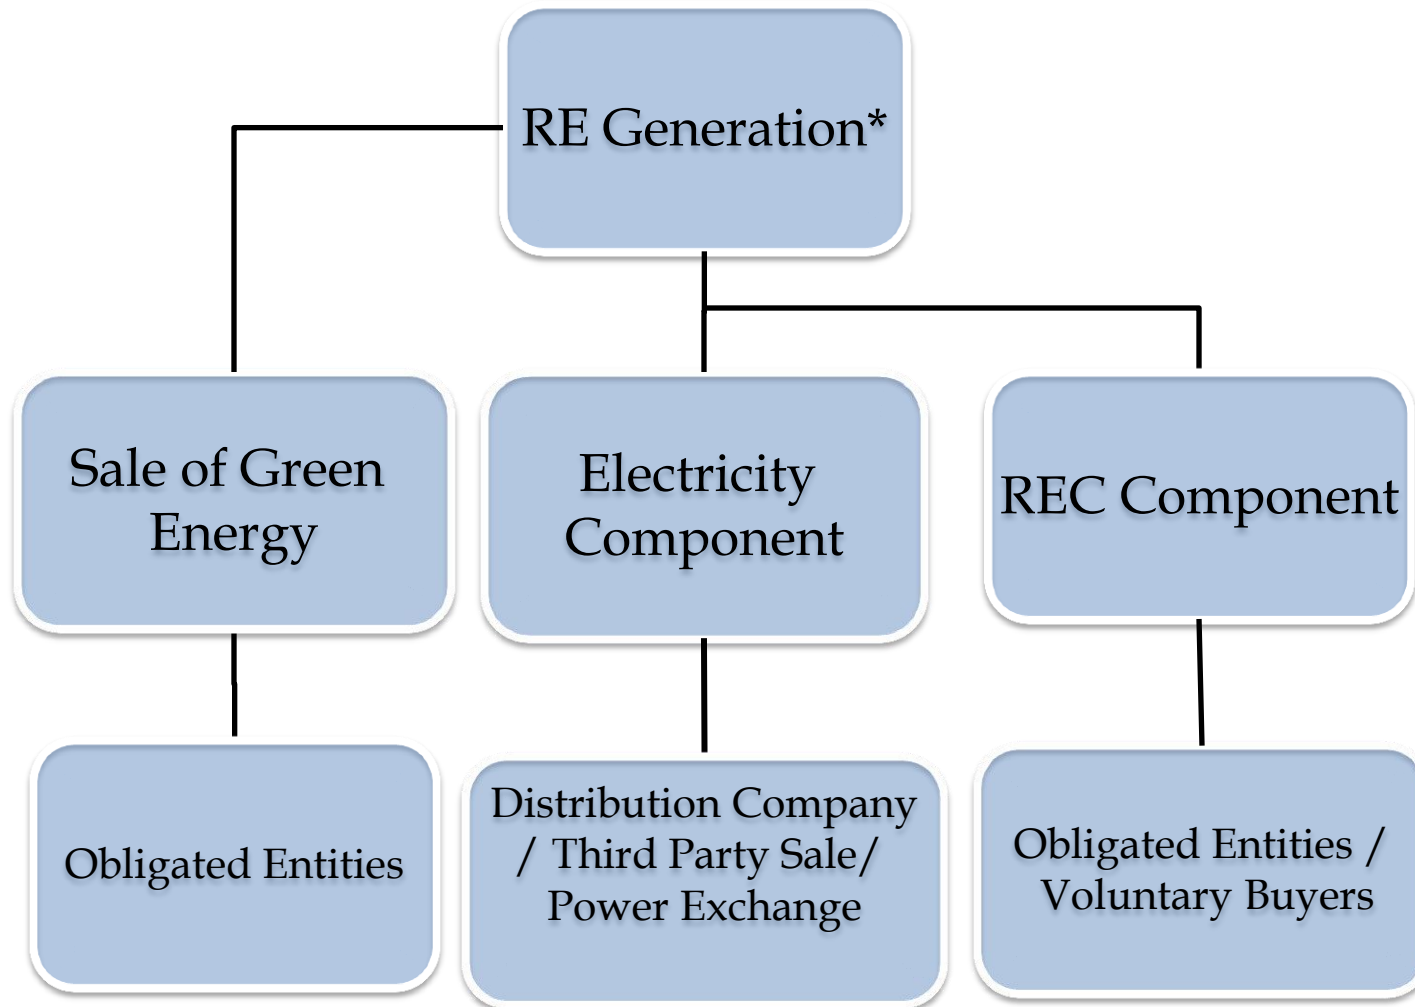 RE Generation*
Sale of Green
Energy
Electricity
Component
REC Component
Obligated Entities
Distribution Company
/ Third Party Sale/
Power Exchange
Obligated Entities /
Voluntary Buyers